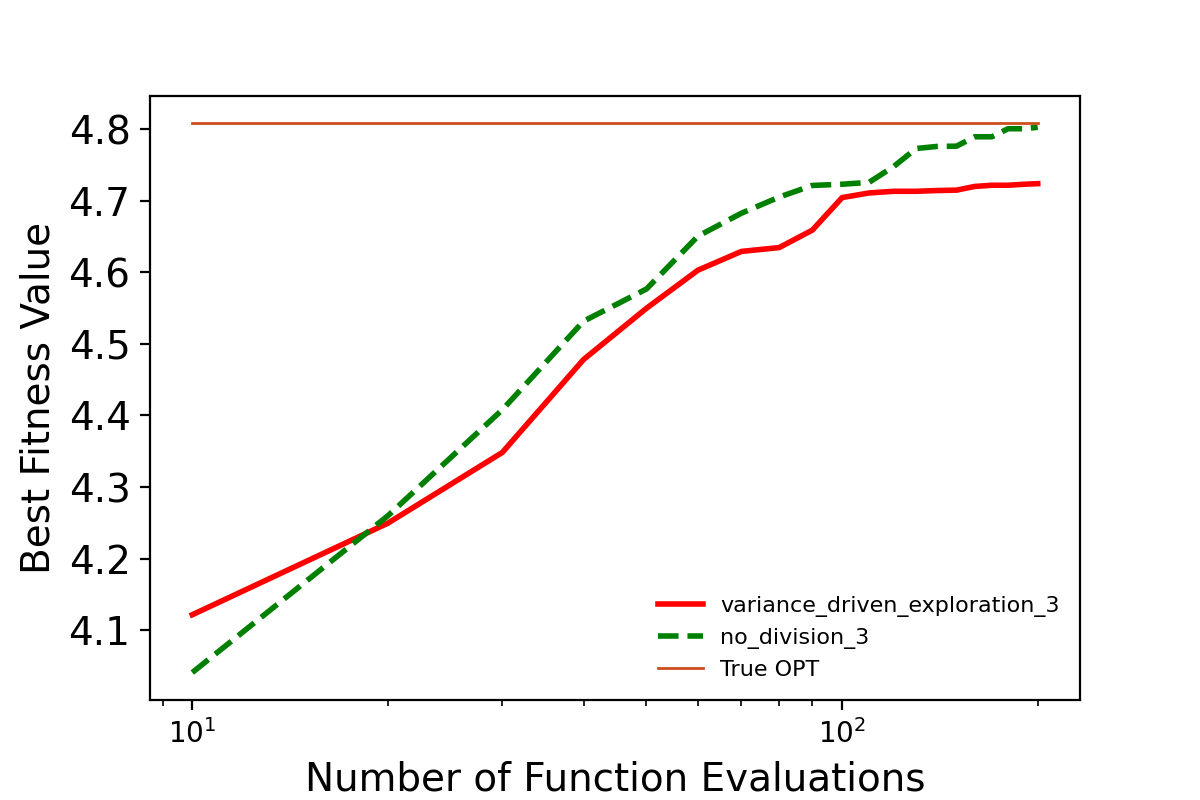 4.8
4.7
4.6
4.5
4.4
4.3
4.2
4.1
Best Fitness Value
variance_driven_exploration_3
no_division_3
True OPT
10¹
10²
Number of Function Evaluations